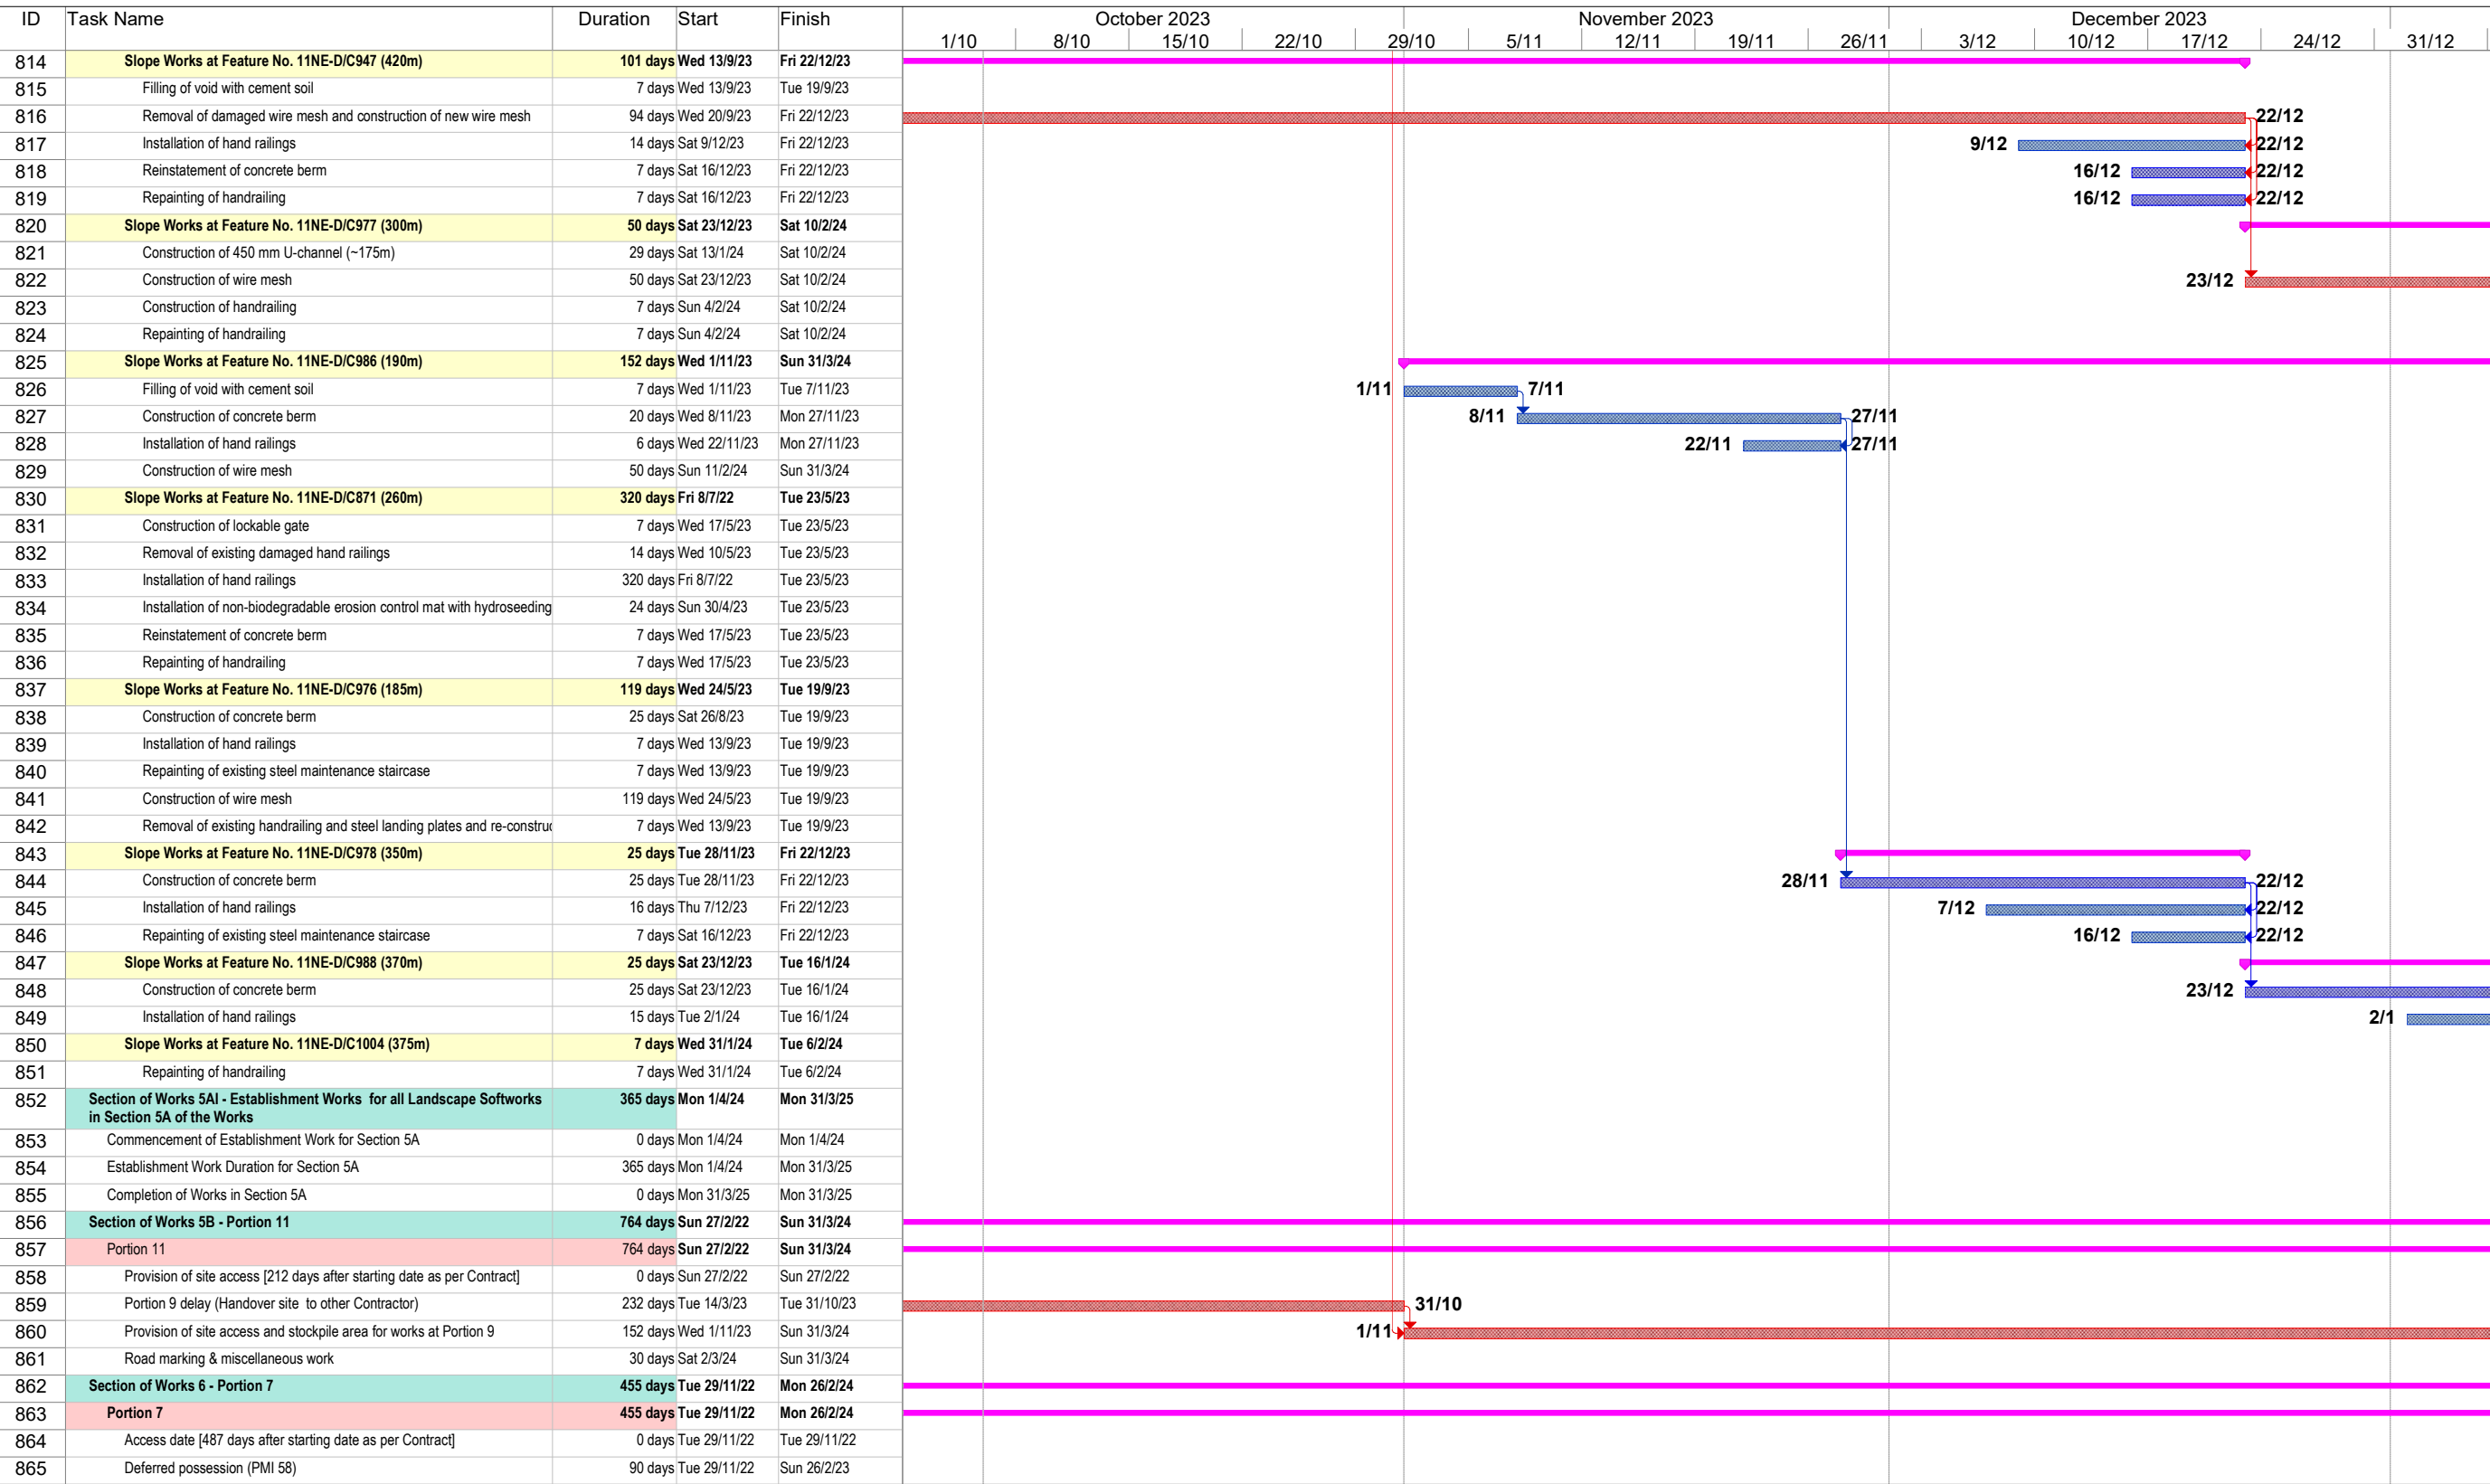 ID Task Name Duration Start Finish October 2023 November 2023 December 2023
1/10 8/10 15/10 22/10 29/10 5/11 12/11 19/11 26/11 3/12 10/12 17/12 24/12 31/12
814 Slope Works at Feature No. 11NE-D/C947 (420m) 101 days Wed 13/9/23 Fri 22/12/23
815 Filling of void with cement soil 7 days Wed 13/9/23 Tue 19/9/23
816 Removal of damaged wire mesh and construction of new wire mesh 94 days Wed 20/9/23 Fri 22/12/23 22/12
817 Installation of hand railings 14 days Sat 9/12/23 Fri 22/12/23 9/12 22/12
818 Reinstatement of concrete berm 7 days Sat 16/12/23 Fri 22/12/23 16/12 22/12
819 Repainting of handrailing 7 days Sat 16/12/23 Fri 22/12/23 16/12 22/12
820 Slope Works at Feature No. 11NE-D/C977 (300m) 50 days Sat 23/12/23 Sat 10/2/24
821 Construction of 450 mm U-channel (~175m) 29 days Sat 13/1/24 Sat 10/2/24
822 Construction of wire mesh 50 days Sat 23/12/23 Sat 10/2/24 23/12
823 Construction of handrailing 7 days Sun 4/2/24 Sat 10/2/24
824 Repainting of handrailing 7 days Sun 4/2/24 Sat 10/2/24
825 Slope Works at Feature No. 11NE-D/C986 (190m) 152 days Wed 1/11/23 Sun 31/3/24
826 Filling of void with cement soil 7 days Wed 1/11/23 Tue 7/11/23 1/11 7/11
827 Construction of concrete berm 20 days Wed 8/11/23 Mon 27/11/23 8/11 27/11
828 Installation of hand railings 6 days Wed 22/11/23 Mon 27/11/23 22/11 27/11
829 Construction of wire mesh 50 days Sun 11/2/24 Sun 31/3/24
830 Slope Works at Feature No. 11NE-D/C871 (260m) 320 days Fri 8/7/22 Tue 23/5/23
831 Construction of lockable gate 7 days Wed 17/5/23 Tue 23/5/23
832 Removal of existing damaged hand railings 14 days Wed 10/5/23 Tue 23/5/23
833 Installation of hand railings 320 days Fri 8/7/22 Tue 23/5/23
834 Installation of non-biodegradable erosion control mat with hydroseeding 24 days Sun 30/4/23 Tue 23/5/23
835 Reinstatement of concrete berm 7 days Wed 17/5/23 Tue 23/5/23
836 Repainting of handrailing 7 days Wed 17/5/23 Tue 23/5/23
837 Slope Works at Feature No. 11NE-D/C976 (185m) 119 days Wed 24/5/23 Tue 19/9/23
838 Construction of concrete berm 25 days Sat 26/8/23 Tue 19/9/23
839 Installation of hand railings 7 days Wed 13/9/23 Tue 19/9/23
840 Repainting of existing steel maintenance staircase 7 days Wed 13/9/23 Tue 19/9/23
841 Construction of wire mesh 119 days Wed 24/5/23 Tue 19/9/23
842 Removal of existing handrailing and steel landing plates and re-construc 7 days Wed 13/9/23 Tue 19/9/23
843 Slope Works at Feature No. 11NE-D/C978 (350m) 25 days Tue 28/11/23 Fri 22/12/23
844 Construction of concrete berm 25 days Tue 28/11/23 Fri 22/12/23 28/11 22/12
845 Installation of hand railings 16 days Thu 7/12/23 Fri 22/12/23 7/12 22/12
846 Repainting of existing steel maintenance staircase 7 days Sat 16/12/23 Fri 22/12/23 16/12 22/12
847 Slope Works at Feature No. 11NE-D/C988 (370m) 25 days Sat 23/12/23 Tue 16/1/24
848 Construction of concrete berm 25 days Sat 23/12/23 Tue 16/1/24 23/12
849 Installation of hand railings 15 days Tue 2/1/24 Tue 16/1/24 2/1
850 Slope Works at Feature No. 11NE-D/C1004 (375m) 7 days Wed 31/1/24 Tue 6/2/24
851 Repainting of handrailing 7 days Wed 31/1/24 Tue 6/2/24
852 Section of Works 5AI - Establishment Works for all Landscape Softworks 365 days Mon 1/4/24 Mon 31/3/25
in Section 5A of the Works
853 Commencement of Establishment Work for Section 5A 0 days Mon 1/4/24 Mon 1/4/24
854 Establishment Work Duration for Section 5A 365 days Mon 1/4/24 Mon 31/3/25
855 Completion of Works in Section 5A 0 days Mon 31/3/25 Mon 31/3/25
856 Section of Works 5B - Portion 11 764 days Sun 27/2/22 Sun 31/3/24
857 Portion 11 764 days Sun 27/2/22 Sun 31/3/24
858 Provision of site access [212 days after starting date as per Contract] 0 days Sun 27/2/22 Sun 27/2/22
859 Portion 9 delay (Handover site to other Contractor) 232 days Tue 14/3/23 Tue 31/10/23 31/10
860 Provision of site access and stockpile area for works at Portion 9 152 days Wed 1/11/23 Sun 31/3/24 1/11
861 Road marking & miscellaneous work 30 days Sat 2/3/24 Sun 31/3/24
862 Section of Works 6 - Portion 7 455 days Tue 29/11/22 Mon 26/2/24
863 Portion 7 455 days Tue 29/11/22 Mon 26/2/24
864 Access date [487 days after starting date as per Contract] 0 days Tue 29/11/22 Tue 29/11/22
865 Deferred possession (PMI 58) 90 days Tue 29/11/22 Sun 26/2/23